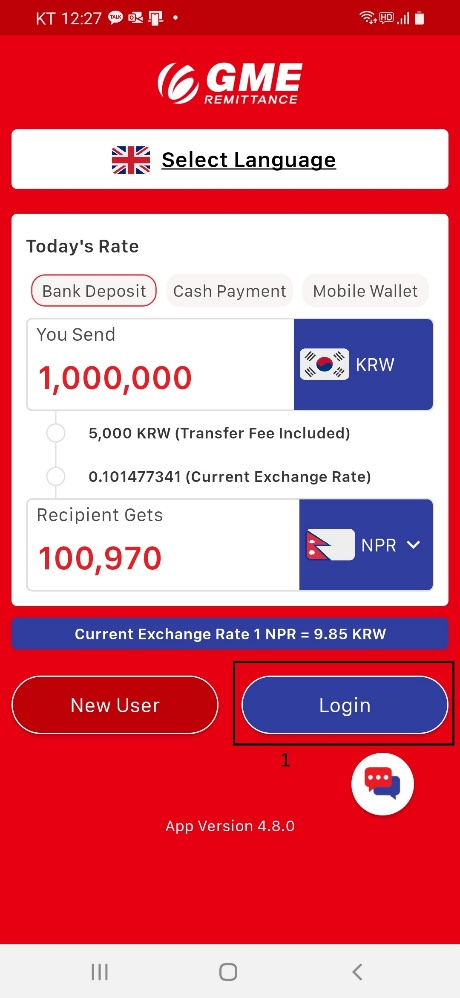 KT 12:27
TALK
HD
GME
REMITTANCE
Select Language
Today's Rate
Bank Deposit Cash Payment Mobile Wallet
You Send
1,000,000 KRW
5,000 KRW (Transfer Fee Included)
0.101477341 (Current Exchange Rate)
Recipient Gets
100,970 NPR
Current Exchange Rate 1 NPR = 9.85 KRW
New User Login
1
App Version 4.8.0